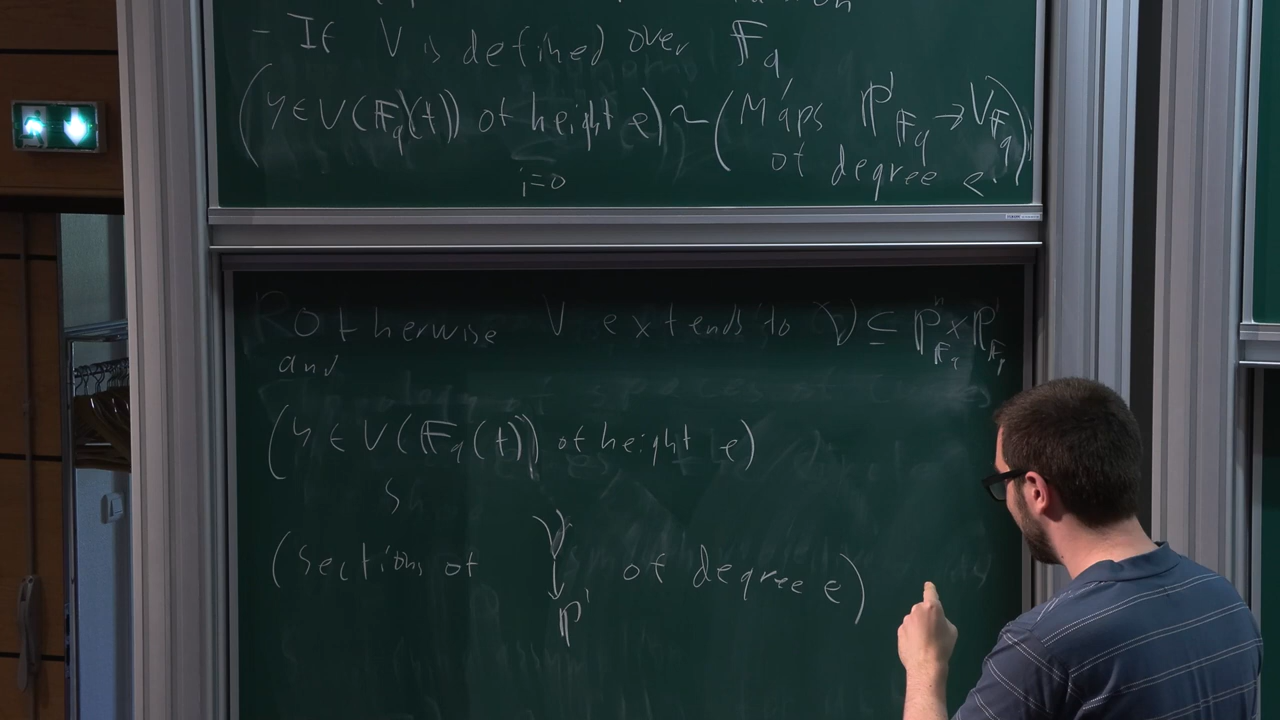 - If V is defined over 𝔽_q,
(y ∈ V(𝔽_q(t)) of height e) ~ (Maps ℙ¹_{𝔽_q} → V_{𝔽_q}
of degree e)
i=0
Otherwise V extends to 𝒱 ⊆ ℙⁿ_{𝔽_q} × ℙ¹_{𝔽_q}
and
(y ∈ V(𝔽_q(t)) of height e)
(sections of 𝒱 ↓ ℙ¹ of degree e)